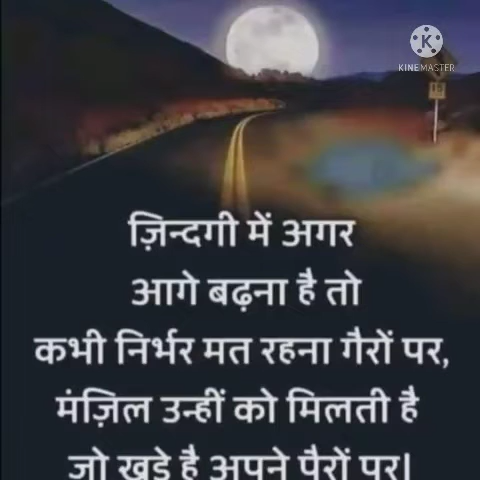 KINEMASTER
ज़िन्दगी में अगर
आगे बढ़ना है तो
कभी निर्भर मत रहना गैरों पर,
मंज़िल उन्हीं को मिलती है
जो खडे है अपने पैरों पर।